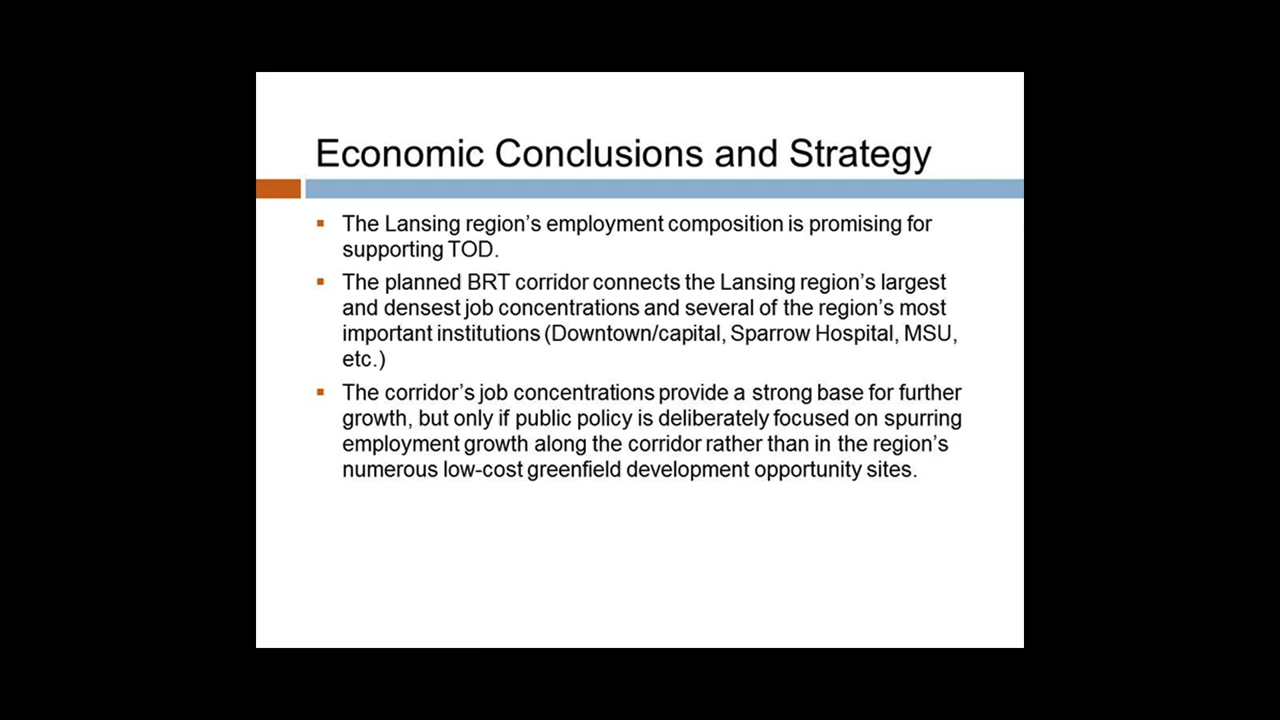 Economic Conclusions and Strategy
The Lansing region's employment composition is promising for
supporting TOD.
The planned BRT corridor connects the Lansing region's largest
and densest job concentrations and several of the region's most
important institutions (Downtown/capital, Sparrow Hospital, MSU,
etc.)
The corridor's job concentrations provide a strong base for further
growth, but only if public policy is deliberately focused on spurring
employment growth along the corridor rather than in the region's
numerous low-cost greenfield development opportunity sites.